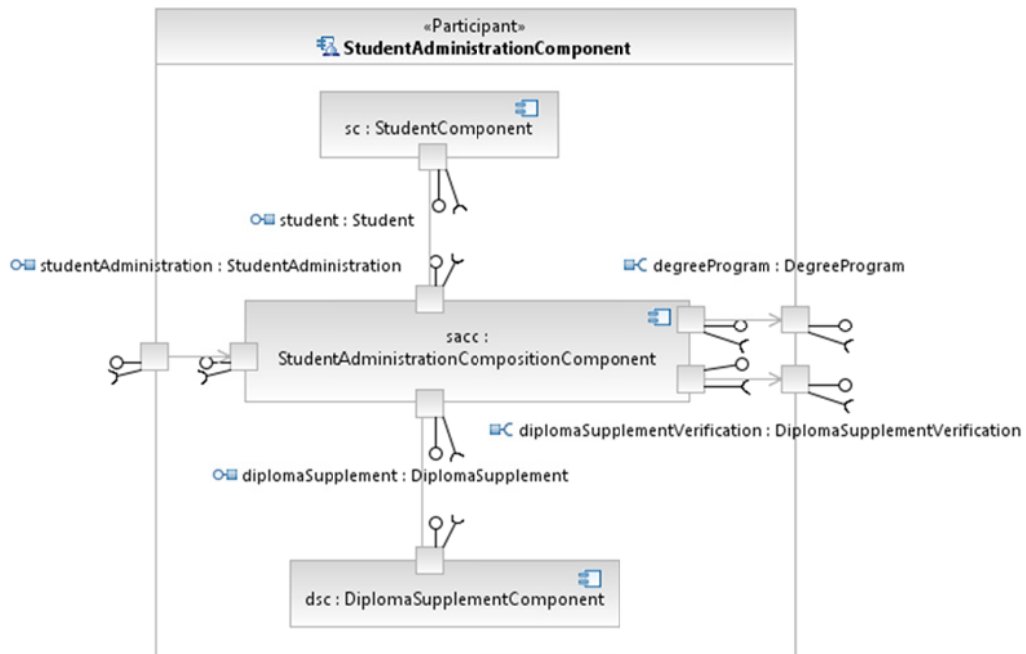 «Participant»
StudentAdministrationComponent
sc : StudentComponent
student : Student
studentAdministration : StudentAdministration
degreeProgram : DegreeProgram
sacc :
StudentAdministrationCompositionComponent
diplomaSupplementVerification : DiplomaSupplementVerification
diplomaSupplement : DiplomaSupplement
dsc : DiplomaSupplementComponent